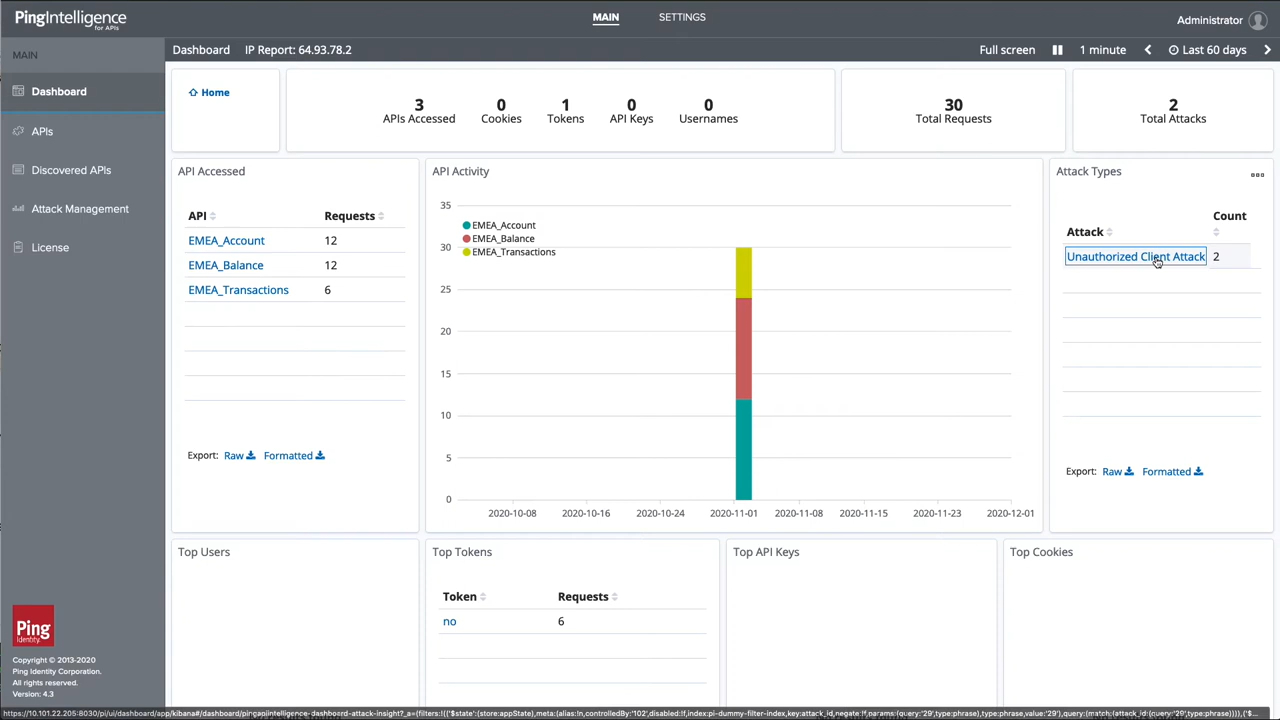 PingIntelligence
for APIs
MAIN
SETTINGS
Administrator
MAIN
Dashboard
IP Report: 64.93.78.2
Full screen
1 minute
Last 60 days
Dashboard
APIs
Discovered APIs
Attack Management
License
Home
3
APIs Accessed
0
Cookies
1
Tokens
0
API Keys
0
Usernames
30
Total Requests
2
Total Attacks
API Accessed
API Requests
EMEA_Account 12
EMEA_Balance 12
EMEA_Transactions 6
Export: Raw Formatted
API Activity
EMEA_Account
EMEA_Balance
EMEA_Transactions
35
30
25
20
15
10
5
0
2020-10-08 2020-10-16 2020-10-24 2020-11-01 2020-11-08 2020-11-15 2020-11-23 2020-12-01
Attack Types
Attack Count
Unauthorized Client Attack 2
Export: Raw Formatted
Top Users
Top Tokens
Token Requests
no 6
Top API Keys
Top Cookies
Ping
Identity.
Copyright © 2013-2020
Ping Identity Corporation.
All rights reserved.
Version: 4.3